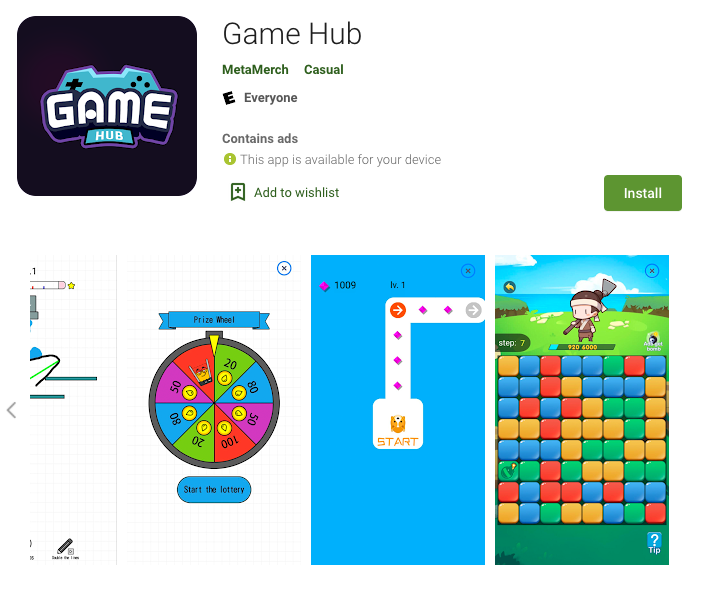 Game Hub
MetaMerch Casual
E Everyone
Contains ads
This app is available for your device
Add to wishlist
Install
GAME
HUB
.1
Prize Wheel
20
80
50
100
20
80
50
Start the lottery
1009
lv. 1
START
step: 7
920 6000
?
Tip